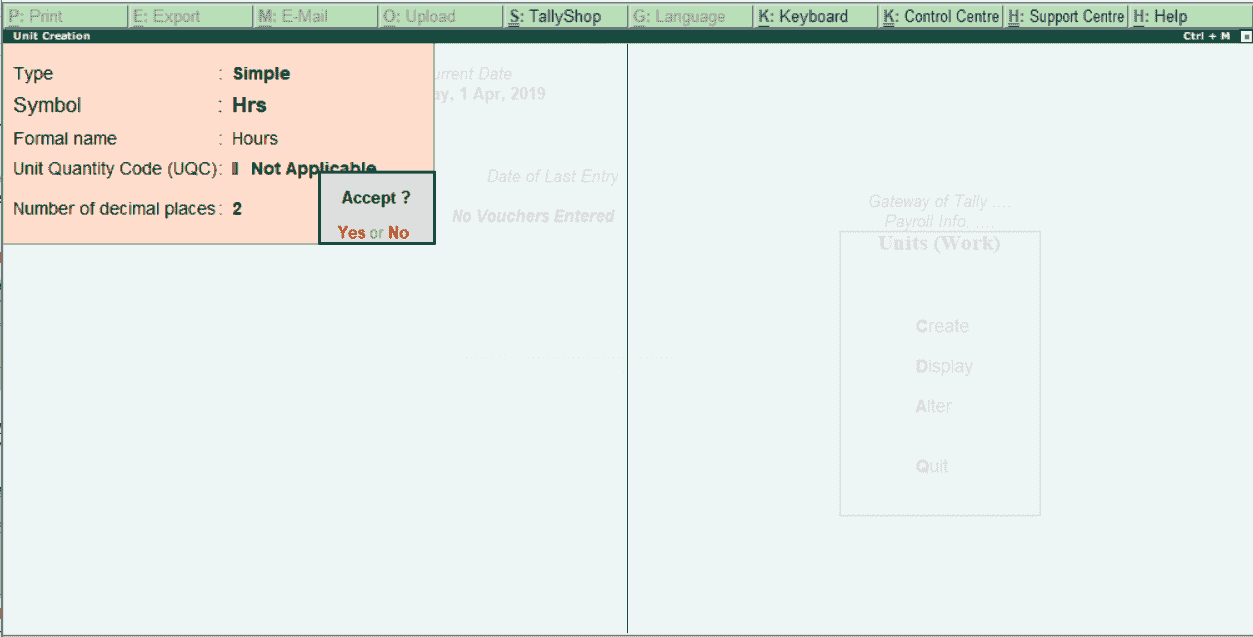 P: Print E: Export M: E-Mail O: Upload S: TallyShop G: Language K: Keyboard K: Control Centre H: Support Centre H: Help
Unit Creation Ctrl + M
Type : Simple
Symbol : Hrs
Formal name : Hours
Unit Quantity Code (UQC): Not Applicable
Number of decimal places : 2
Accept ?
Yes or No
urrent Date
ay, 1 Apr, 2019
Date of Last Entry
No Vouchers Entered
Gateway of Tally ....
Payroll Info. ....
Units (Work)
Create
Display
Alter
Quit